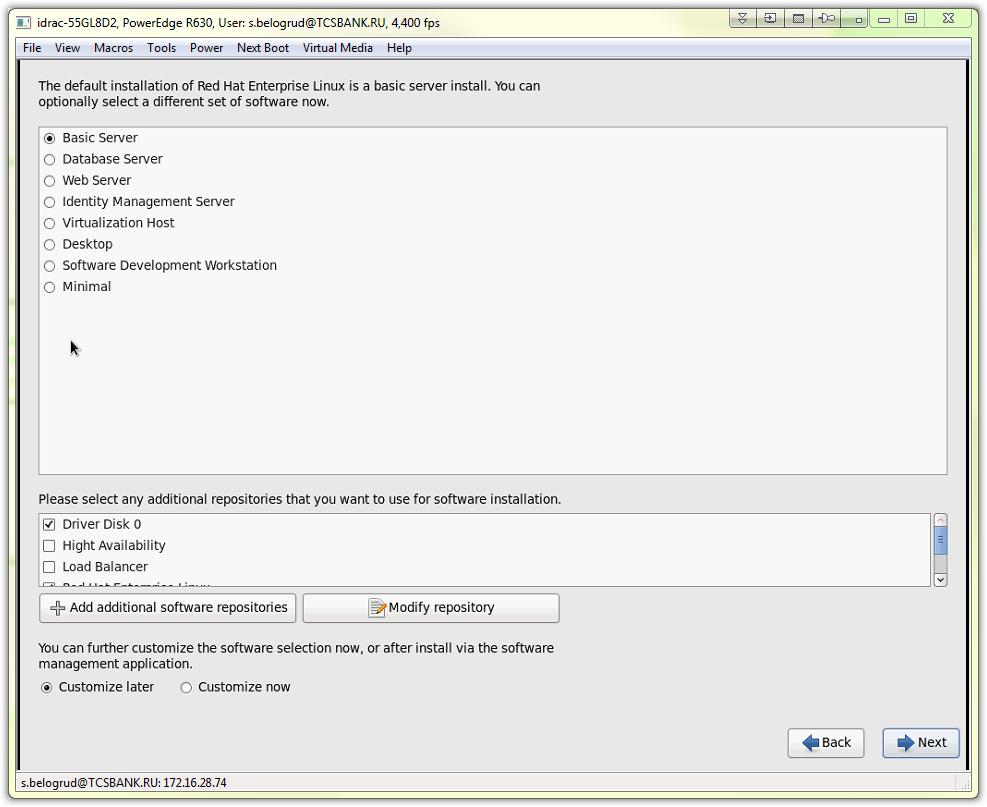 idrac-55GL8D2, PowerEdge R630, User: s.belogrud@TCSBANK.RU, 4,400 fps
File View Macros Tools Power Next Boot Virtual Media Help
The default installation of Red Hat Enterprise Linux is a basic server install. You can
optionally select a different set of software now.
Basic Server
Database Server
Web Server
Identity Management Server
Virtualization Host
Desktop
Software Development Workstation
Minimal
Please select any additional repositories that you want to use for software installation.
Driver Disk 0
Hight Availability
Load Balancer
Red Hat Enterprise Linux
Add additional software repositories Modify repository
You can further customize the software selection now, or after install via the software
management application.
Customize later Customize now
Back Next
s.belogrud@TCSBANK.RU: 172.16.28.74